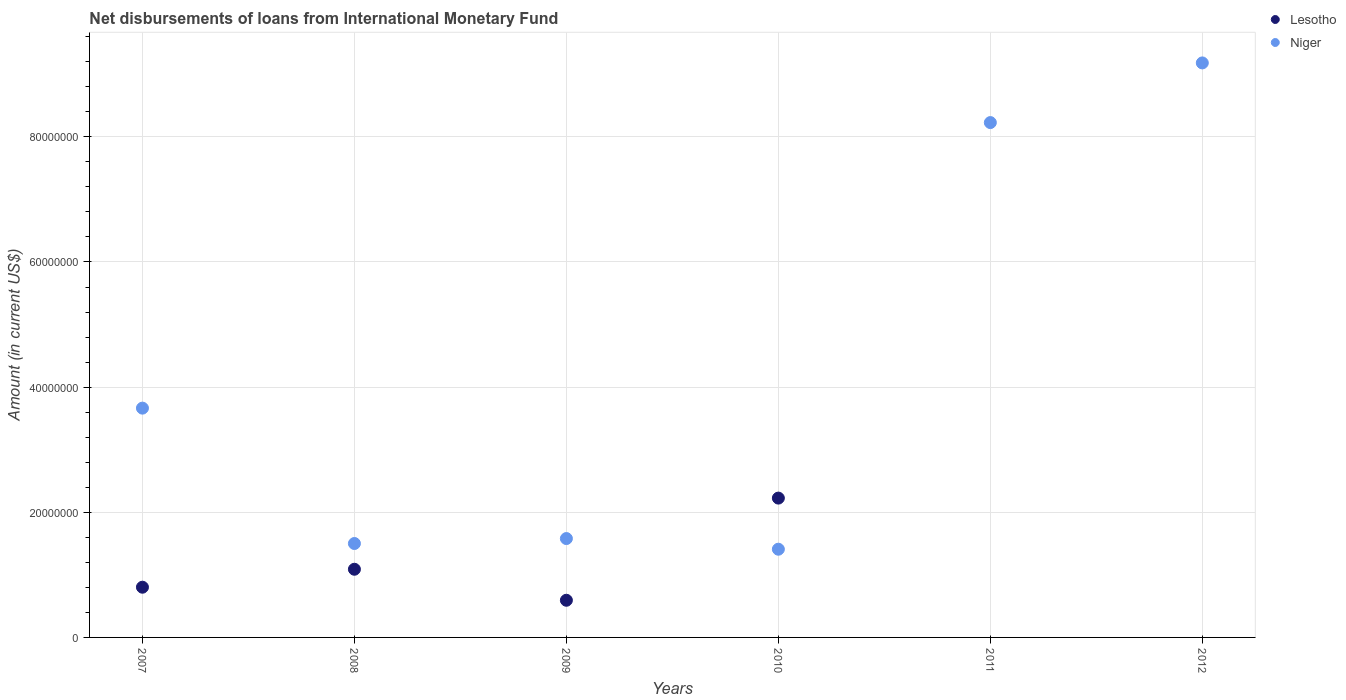 Net disbursements of loans from International Monetary Fund
Lesotho
Niger
Amount (in current US$)
80000000
60000000
40000000
20000000
0
2007
2008
2009
2010
2011
2012
Years